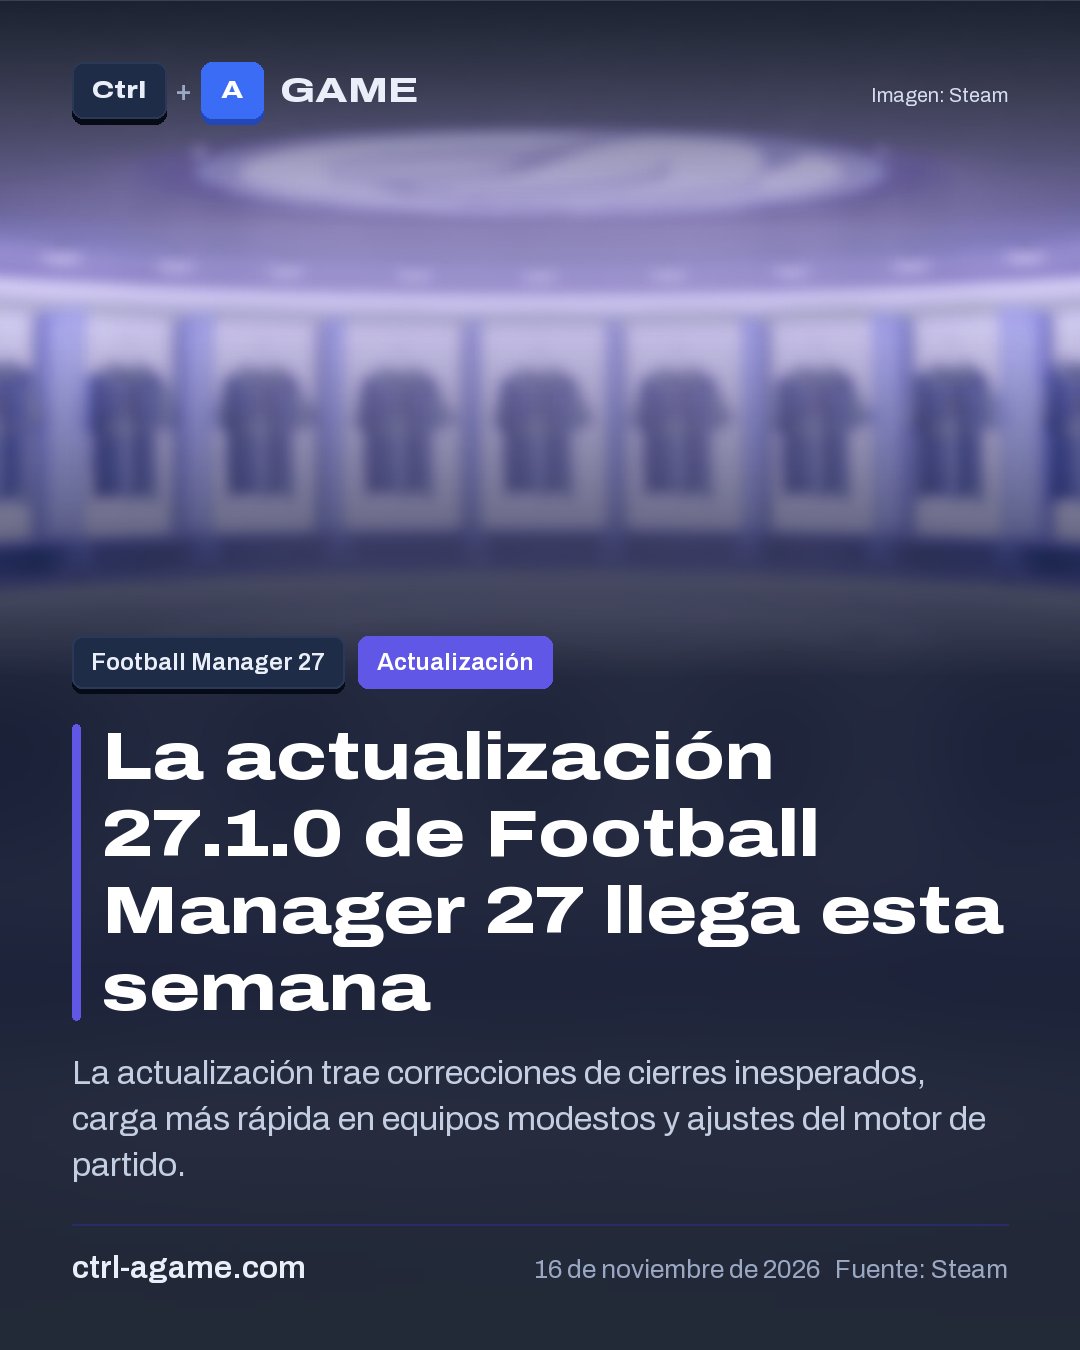 Ctrl + A GAME
Imagen: Steam
Football Manager 27
Actualización
La actualización
27.1.0 de Football
Manager 27 llega esta
semana
La actualización trae correcciones de cierres inesperados,
carga más rápida en equipos modestos y ajustes del motor de
partido.
ctrl-agame.com
16 de noviembre de 2026 Fuente: Steam